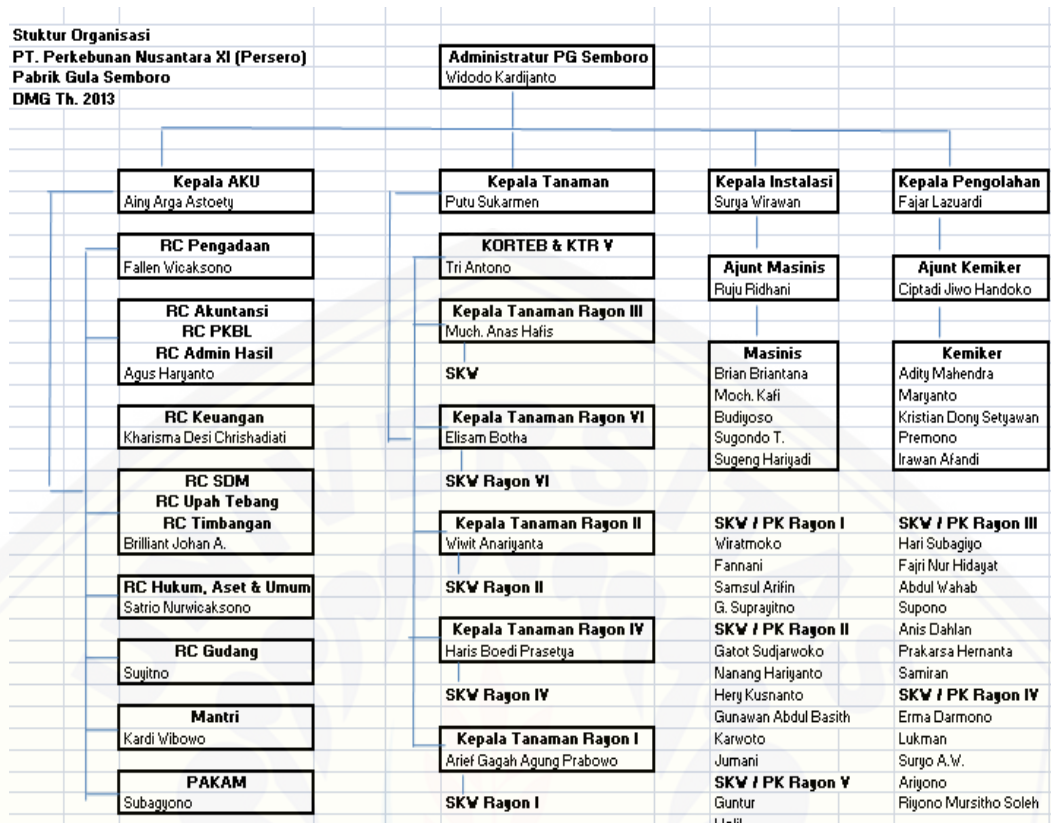 Stuktur Organisasi
PT. Perkebunan Nusantara XI (Persero)
Pabrik Gula Semboro
DMG Th. 2013
Administratur PG Semboro
Widodo Kardijanto
Kepala AKU
Ainy Arga Astoety
RC Pengadaan
Fallen Wicaksono
RC Akuntansi
RC PKBL
RC Admin Hasil
Agus Haryanto
RC Keuangan
Kharisma Desi Chrishadiati
RC SDM
RC Upah Tebang
RC Timbangan
Brilliant Johan A.
RC Hukum, Aset & Umum
Satrio Nurwicaksono
RC Gudang
Suyitno
Mantri
Kardi Wibowo
PAKAM
Subagyono
Kepala Tanaman
Putu Sukarmen
KORTEB & KTR V
Tri Antono
Kepala Tanaman Rayon III
Much. Anas Hafis
SKW
Kepala Tanaman Rayon VI
Elisam Botha
SKW Rayon VI
Kepala Tanaman Rayon II
Wiwit Anariyanta
SKW Rayon II
Kepala Tanaman Rayon IV
Haris Boedi Prasetya
SKW Rayon IV
Kepala Tanaman Rayon I
Arief Gagah Agung Prabowo
SKW Rayon I
Kepala Instalasi
Surya Wirawan
Ajunt Masinis
Ruju Ridhani
Masinis
Brian Briantana
Moch. Kafi
Budiyoso
Sugondo T.
Sugeng Hariyadi
SKW / PK Rayon I
Wiratmoko
Fannani
Samsul Arifin
G. Suprayitno
SKW / PK Rayon II
Gatot Sudjarwoko
Nanang Hariyanto
Hery Kusnanto
Gunawan Abdul Basith
Karwoto
Jumani
SKW / PK Rayon V
Guntur
Kepala Pengolahan
Fajar Lazuardi
Ajunt Kemiker
Ciptadi Jiwo Handoko
Kemiker
Adity Mahendra
Maryanto
Kristian Dony Setyawan
Premono
Irawan Afandi
SKW / PK Rayon III
Hari Subagiyo
Fajri Nur Hidayat
Abdul Wahab
Supono
Anis Dahlan
Prakarsa Hernanta
Samiran
SKW / PK Rayon IV
Erma Darmono
Lukman
Suryo A.W.
Ariyono
Riyono Mursitho Soleh